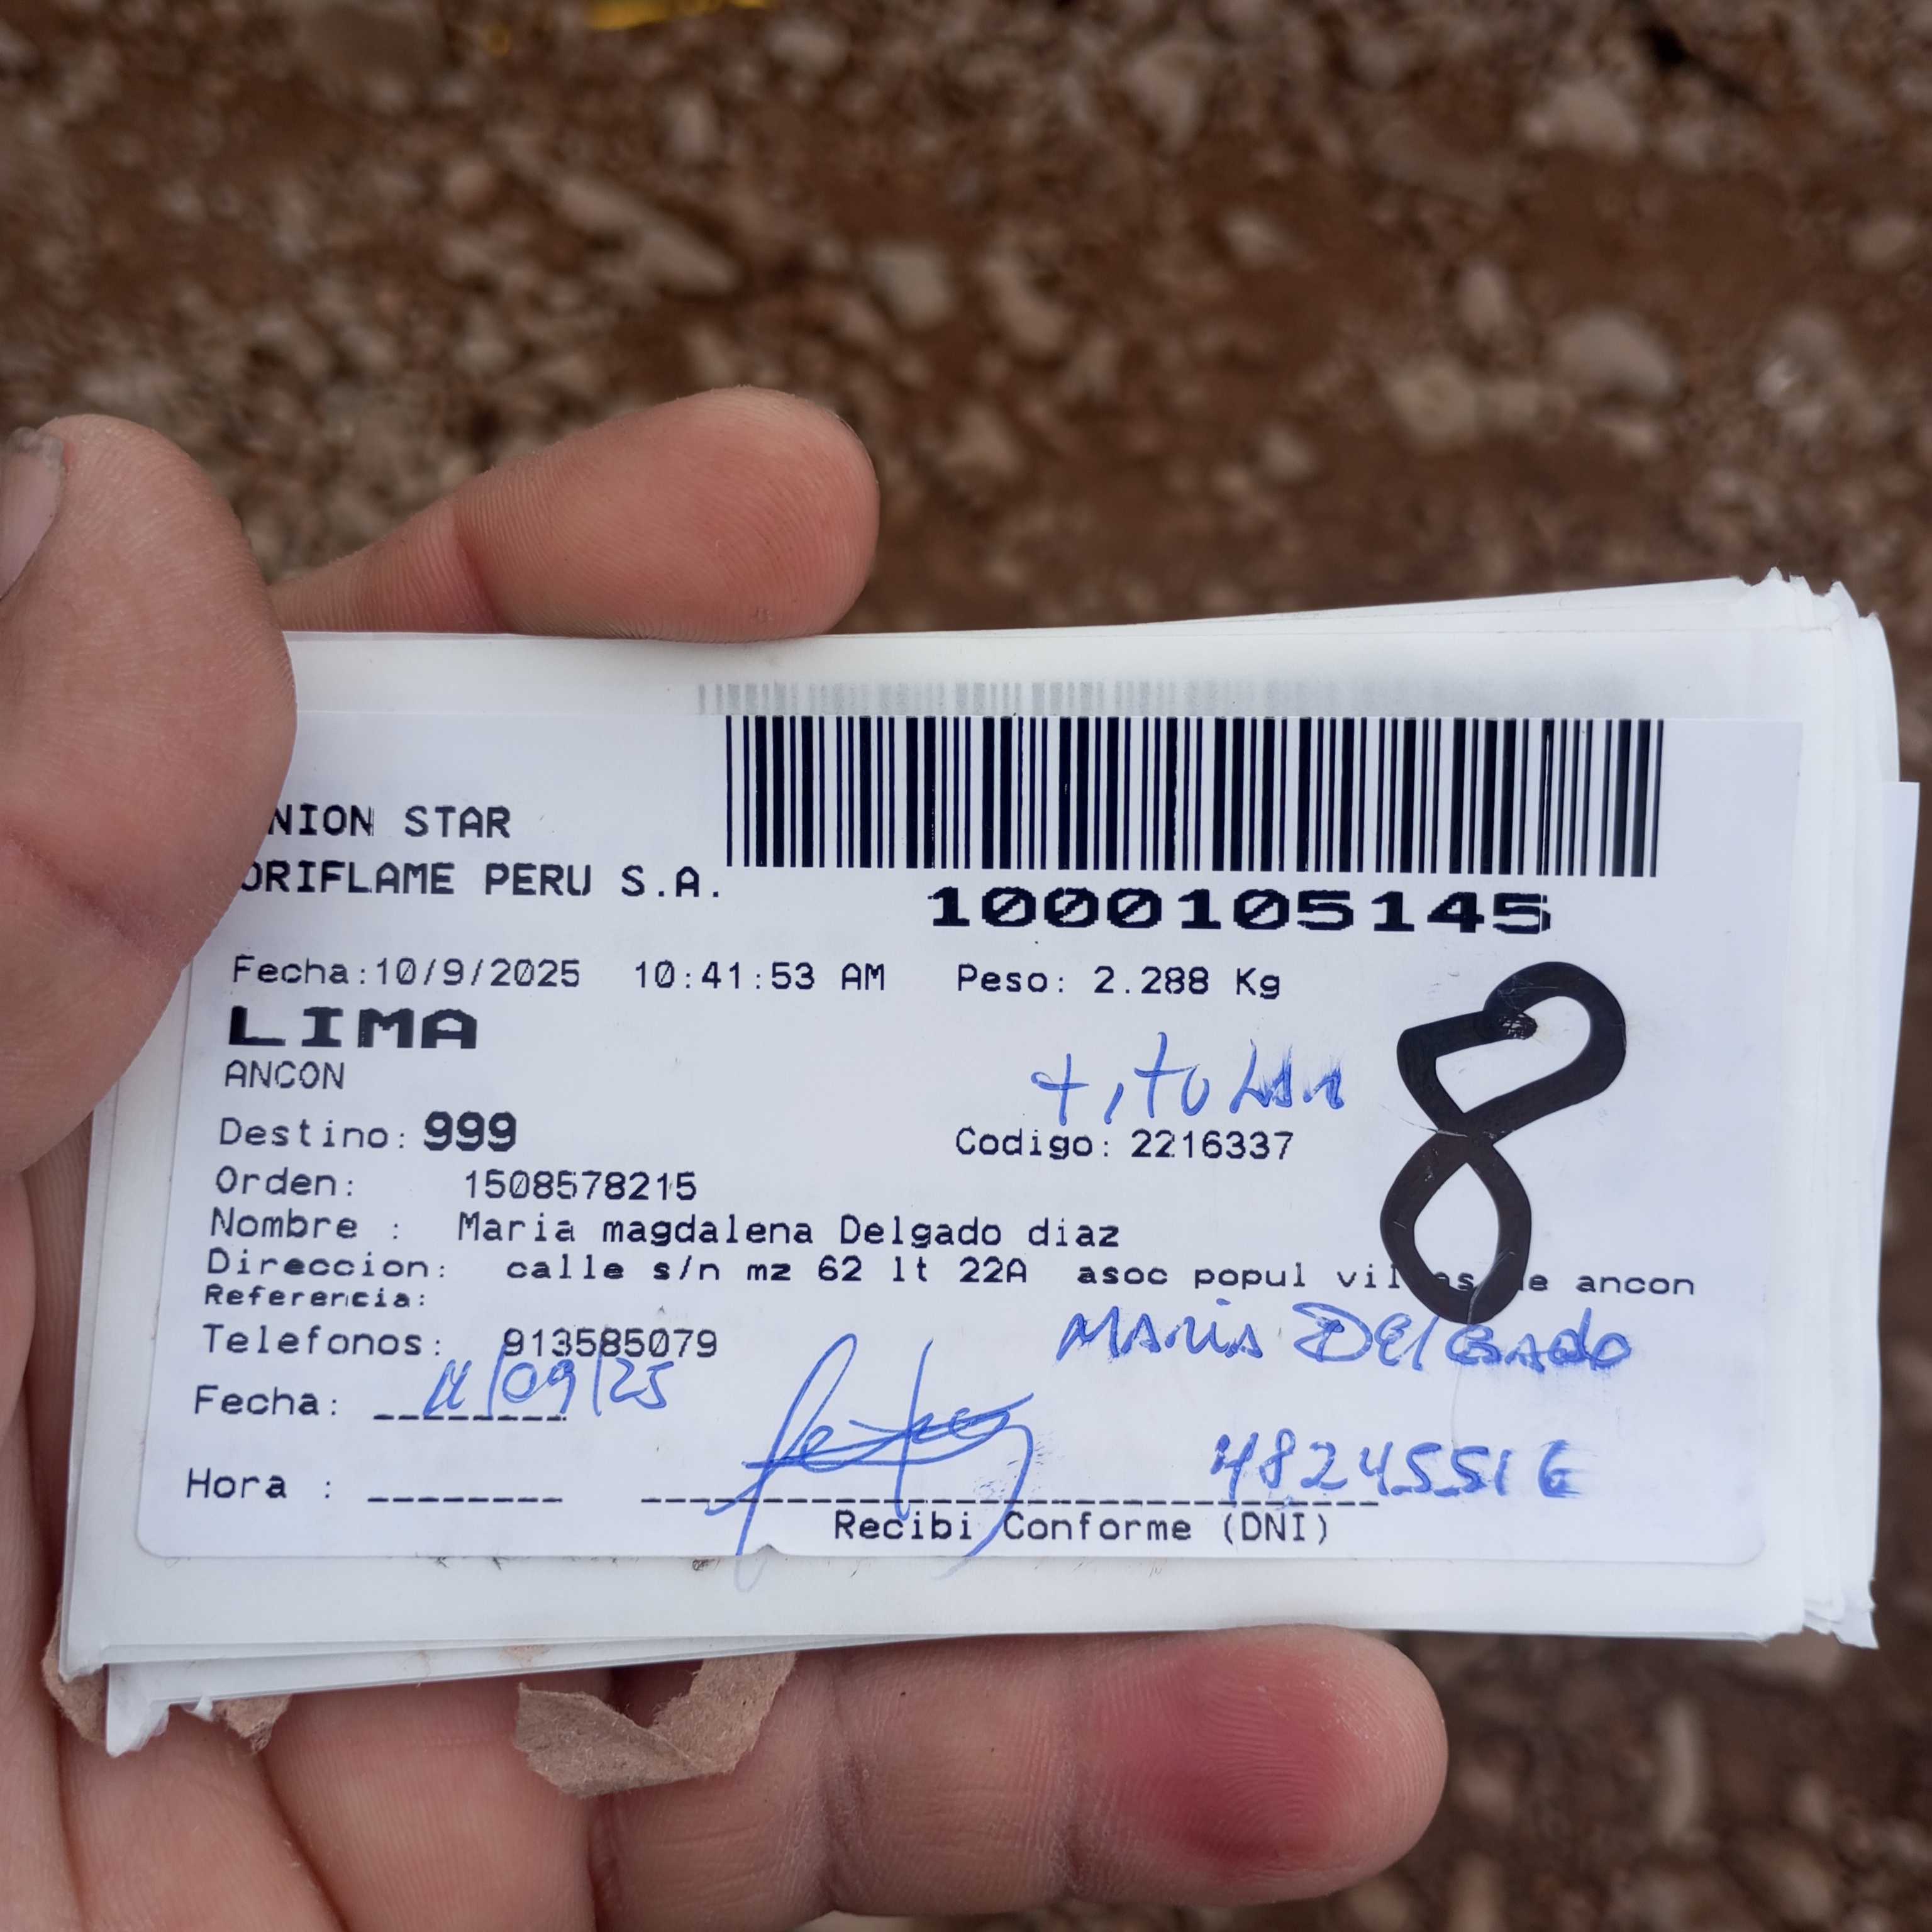 NION STAR
ORIFLAME PERU S.A.
1000105145
Fecha:10/9/2025 10:41:53 AM Peso: 2.288 Kg
LIMA
ANCON
titular
Destino: 999 Codigo: 2216337
8
Orden: 1508578215
Nombre : Maria magdalena Delgado diaz
Direccion: calle s/n mz 62 lt 22A asoc popul villas de ancon
Referencia:
Telefonos: 913585079
MARIA DElGADO
Fecha: 11/09/25
48245516
Hora :
Recibi Conforme (DNI)